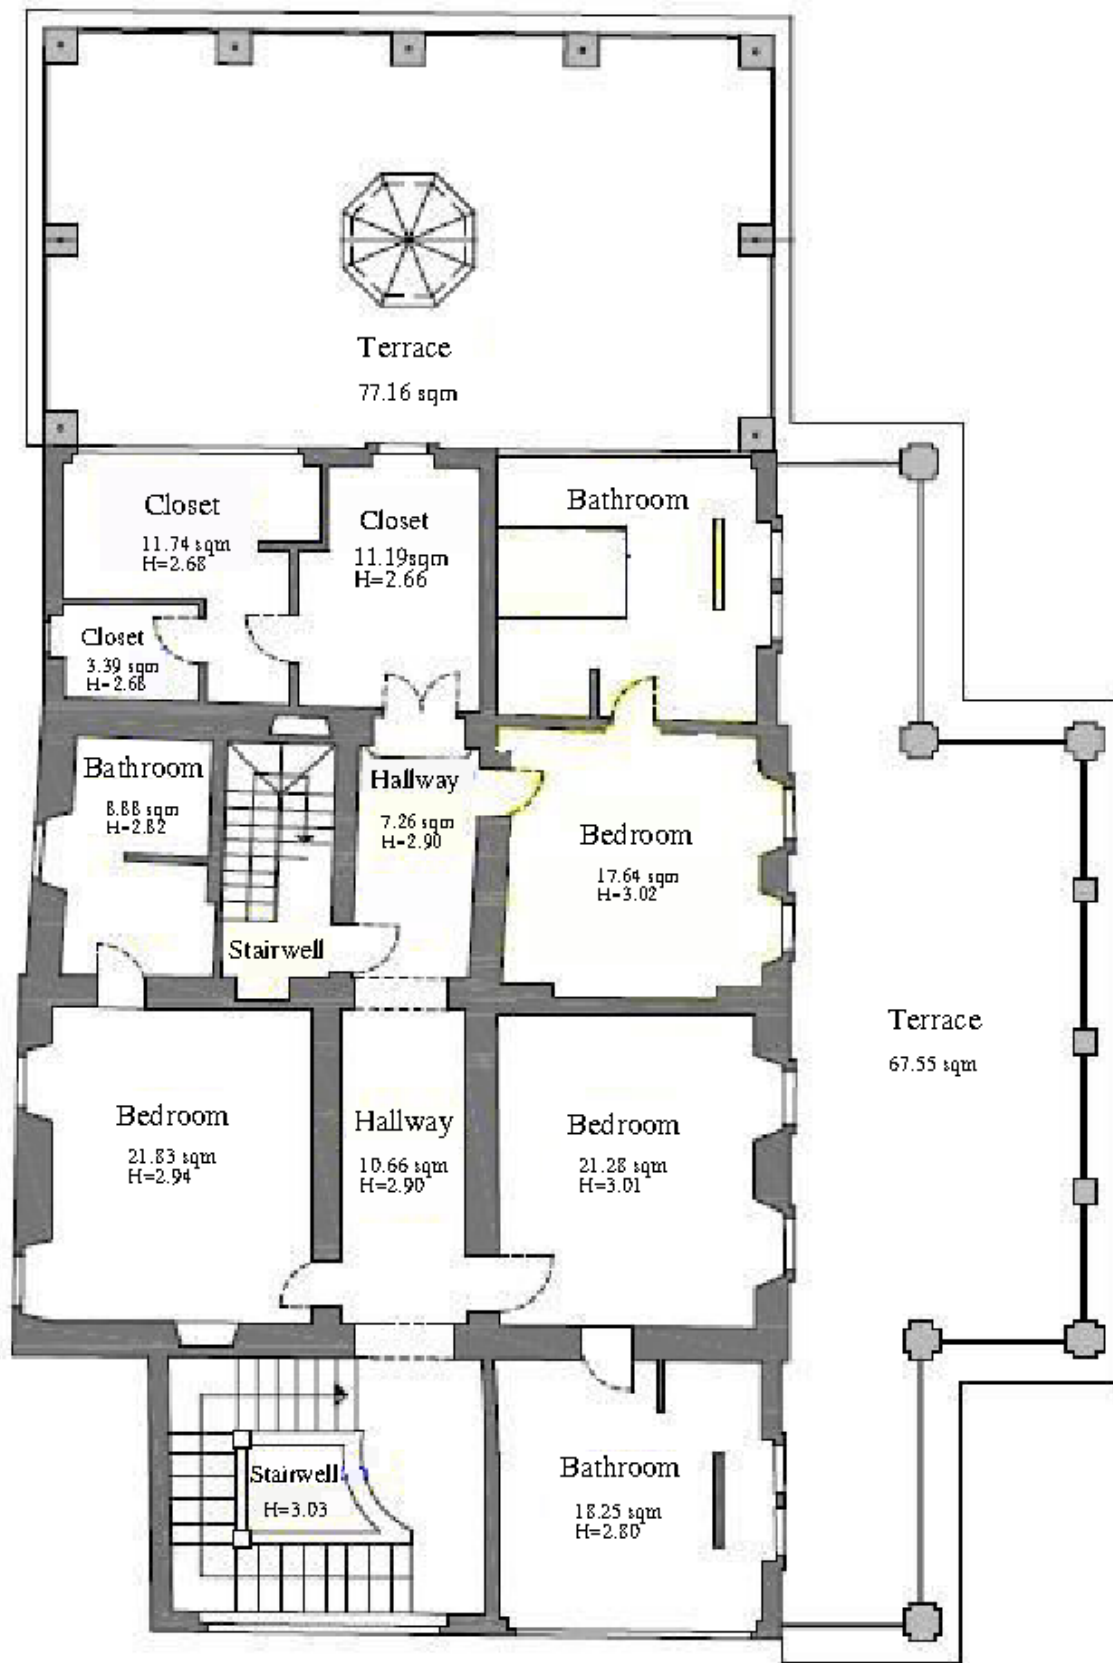 Terrace
77.16 sqm
Closet
11.74 sqm
H=2.68
Closet
11.19sqm
H=2.66
Bathroom
Closet
3.39 sqm
H=2.68
Bathroom
8.88 sqm
H=2.82
Hallway
7.26 sqm
H=2.90
Bedroom
17.64 sqm
H=3.02
Stairwell
Terrace
67.55 sqm
Bedroom
21.83 sqm
H=2.94
Hallway
10.66 sqm
H=2.90
Bedroom
21.28 sqm
H=3.01
Stairwell
H=3.03
Bathroom
18.25 sqm
H=2.80